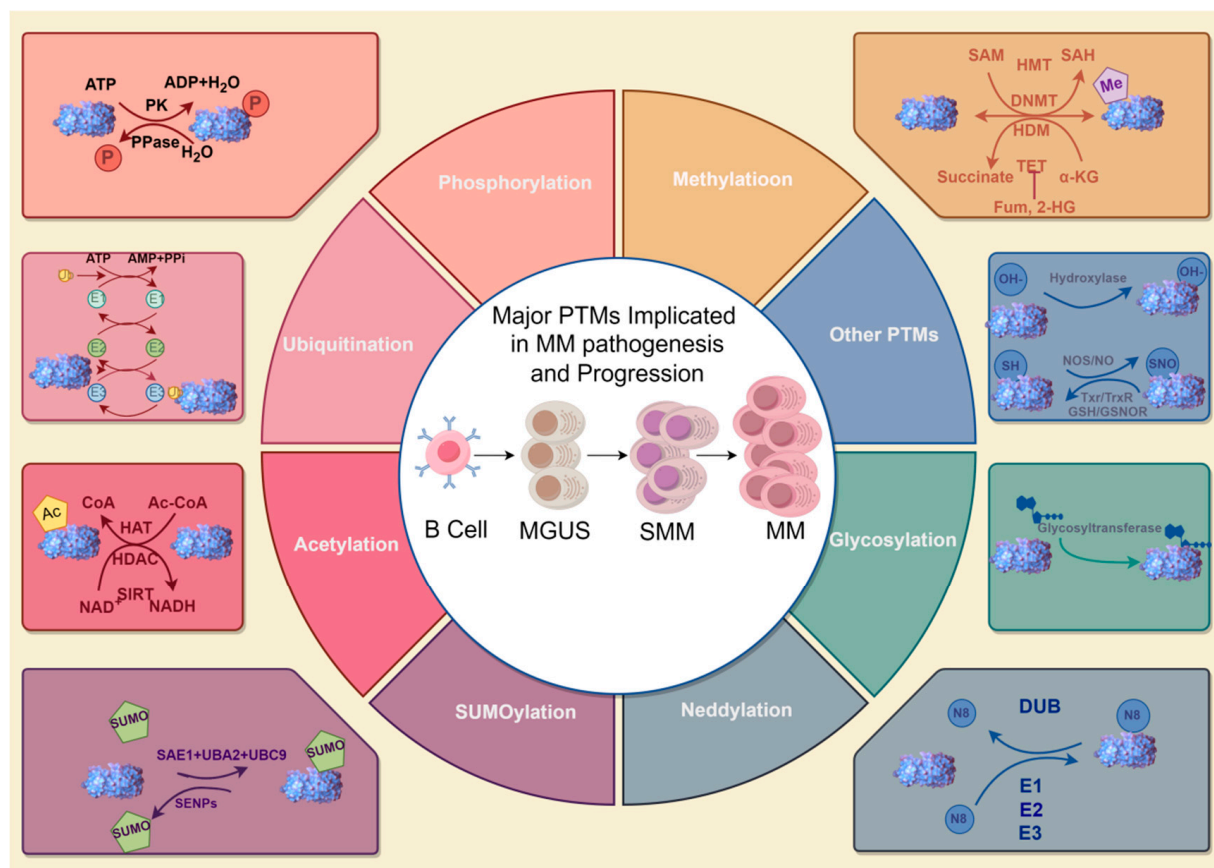 ATP
ADP+H₂O
PK
P
PPase
H₂O
P
SAM
HMT
SAH
Me
DNMT
HDM
Succinate
TET
α-KG
Fum, 2-HG
Phosphorylation
Methylatioon
ATP
AMP+PPi
Ub
E1
E1
E2
E2
E3
E3
Ub
Ubiquitination
Other PTMs
OH-
Hydroxylase
OH-
SH
NOS/NO
SNO
Txr/TrxR
GSH/GSNOR
Major PTMs Implicated
in MM pathogenesis
and Progression
B Cell
MGUS
SMM
MM
Ac
CoA
Ac-CoA
HAT
HDAC
SIRT
NAD⁺
NADH
Acetylation
Glycosylation
Glycosyltransferase
SUMOylation
Neddylation
SUMO
SAE1+UBA2+UBC9
SUMO
SENPs
SUMO
N8
DUB
N8
E1
E2
E3
N8